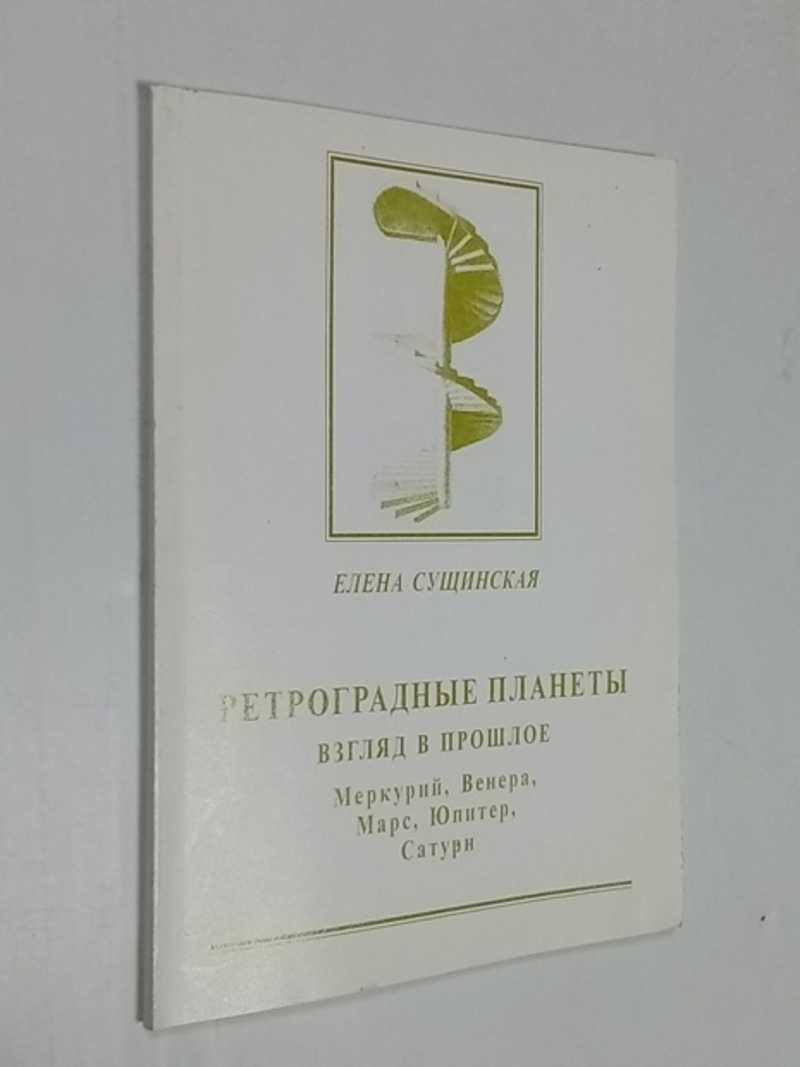 ЕЛЕНА СУЩИНСКАЯ
РЕТРОГРАДНЫЕ ПЛАНЕТЫ
ВЗГЛЯД В ПРОШЛОЕ
Меркурий, Венера,
Марс, Юпитер,
Сатурн